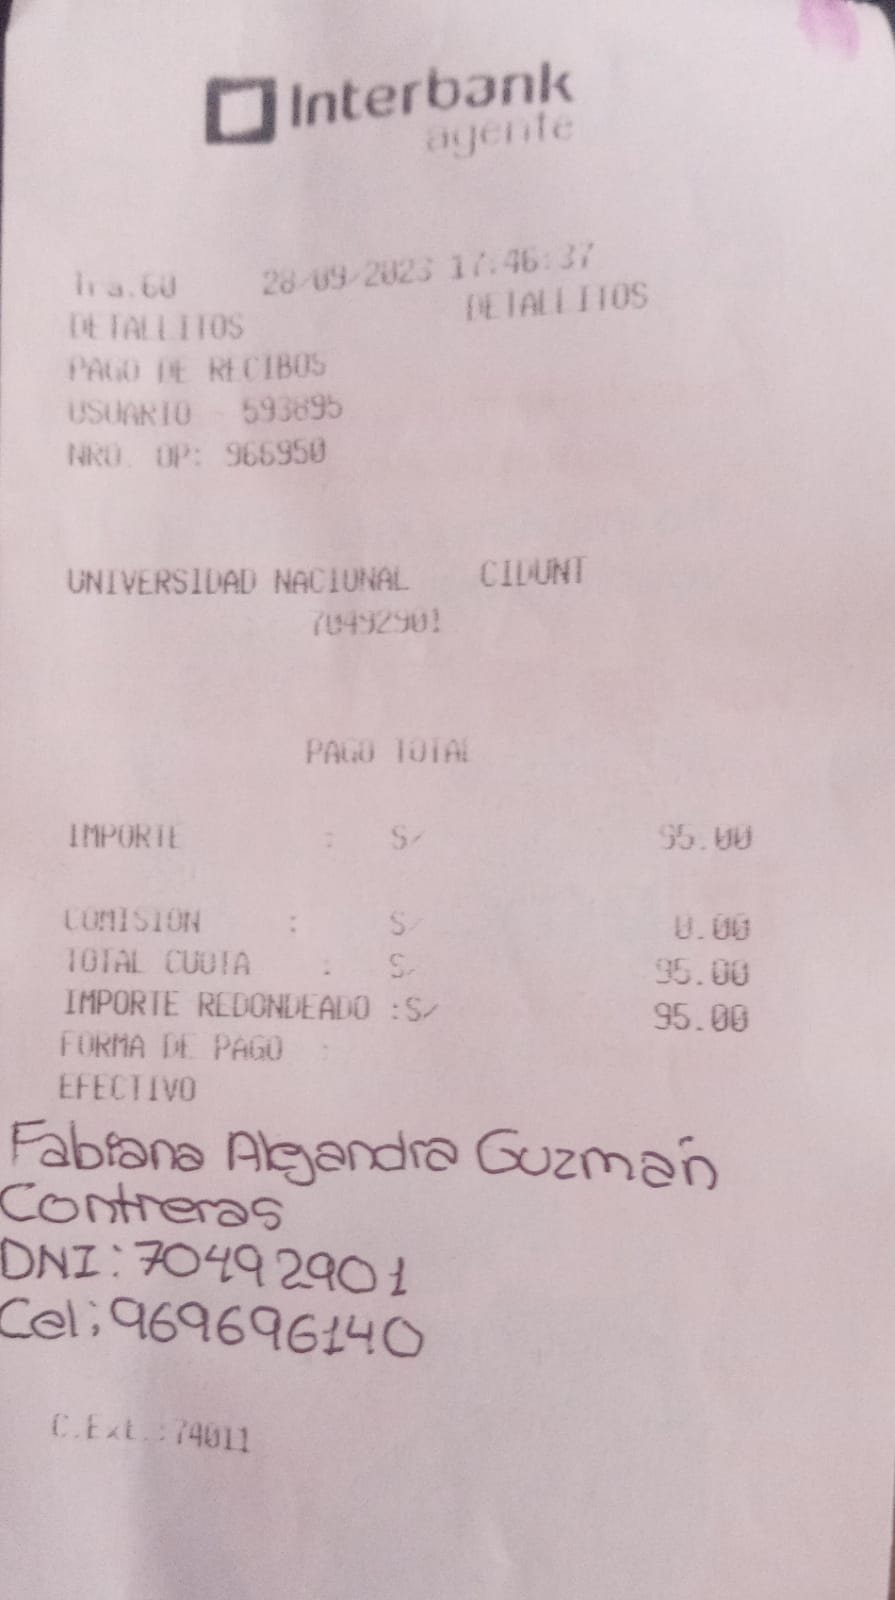 Interbank
agente
Tra.60 28/09/2023 17:46:37
DETALLITOS DETALLITOS
PAGO DE RECIBOS
USUARIO 593895
NRO. OP: 966950
UNIVERSIDAD NACIONAL CIDUNT
70492901
PAGO TOTAL
IMPORTE : S/ 95.00
COMISION : S/ 0.00
TOTAL CUOTA : S/ 95.00
IMPORTE REDONDEADO :S/ 95.00
FORMA DE PAGO :
EFECTIVO
Fabiana Alejandra Guzmán
Contreras
DNI: 70492901
Cel; 969696140
C.Ext.:74011